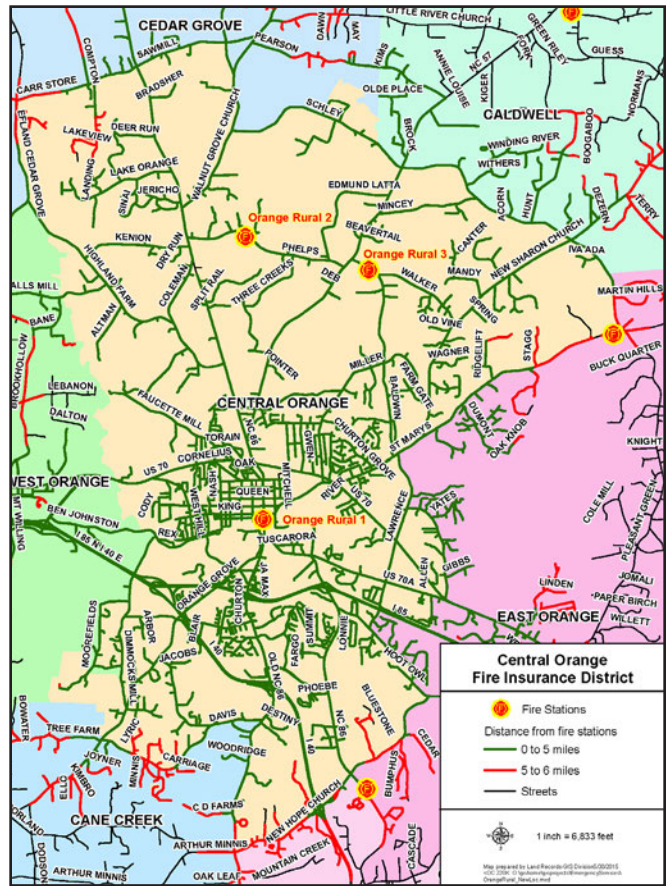 CEDAR GROVE
DAWN
MAY
LITTLE RIVER CHURCH
GREEN RILEY
COMPTON
SAWMILL
PEARSON
KIMS
ANNIE LOUISE
NC 57
FORK
GUESS
CARR STORE
BRADSHER
OLDE PLACE
KIGER
NORMANS
SCHLEY
CALDWELL
EFLAND CEDAR GROVE
LAKEVIEW
DEER RUN
WALNUT GROVE CHURCH
BROCK
WINDING RIVER
BOOGABOO
LANDING
LAKE ORANGE
WITHERS
SINAI
JERICHO
EDMUND LATTA
ACORN
HUNT
DEZERN
TERRY
MINCEY
Orange Rural 2
BEAVERTAIL
CANTER
NEW SHARON CHURCH
KENION
DRY RUN
PHELPS
Orange Rural 3
IVA ADA
HIGHLAND FARM
COLEMAN
SPLIT RAIL
THREE CREEKS
DEB
WALKER
MANDY
MARTIN HILLS
ALLS MILL
SPRING
BANE
ALTMAN
OLD VINE
BROOKHOLLOW
POINTER
MILLER
WAGNER
RIDGELIFT
STAGG
BUCK QUARTER
LEBANON
FAUCETTE MILL
BALDWIN
FARM GATE
DALTON
CENTRAL ORANGE
DUMONT
TORAIN
NC 86
GWEN
CHURTON GROVE
ST MARYS
OAK KNOB
US 70
CORNELIUS
OAK
KNIGHT
WEST ORANGE
NASH
MITCHELL
RIVER
US 70
CODY
WESTHILL
QUEEN
LAWRENCE
YATES
COLE MILL
MT WILLING
BEN JOHNSTON
KING
Orange Rural 1
PLEASANT GREEN
REX
TUSCARORA
I 85 N I 40 E
ALLEN
GIBBS
ORANGE GROVE
JA MAX
US 70A
JOMALI
LINDEN
I 85
PAPER BIRCH
MOOREFIELDS
ARBOR
BLAIR
CHURTON
EAST ORANGE
WILLETT
DIMMOCKS MILL
JACOBS
I 40
FARGO
SUMMIT
LONNIE
HOOT OWL
OLD NC 86
PHOEBE
BOWATER
BLUESTONE
TREE FARM
LYRIC
DAVIS
DESTINY
NC 86
CEDAR
JOYNER
WOODRIDGE
I 40
KIMBRO
MINNIS
CARRIAGE
ELLO
BUMPHUS
C D FARMS
NEW HOPE CHURCH
CANE CREEK
ARTHUR MINNIS
DODSON
MOUNTAIN CREEK
CASCADE
ARTHUR MINNIS
OAK LEAF
Central Orange
Fire Insurance District
Fire Stations
Distance from fire stations
0 to 5 miles
5 to 6 miles
Streets
1 inch = 6,833 feet